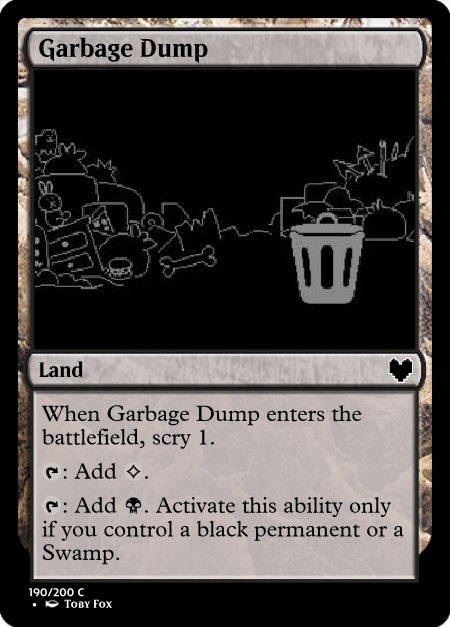 Garbage Dump
Land
When Garbage Dump enters the
battlefield, scry 1.
: Add .
: Add . Activate this ability only
if you control a black permanent or a
Swamp.
190/200 C
• Toby Fox